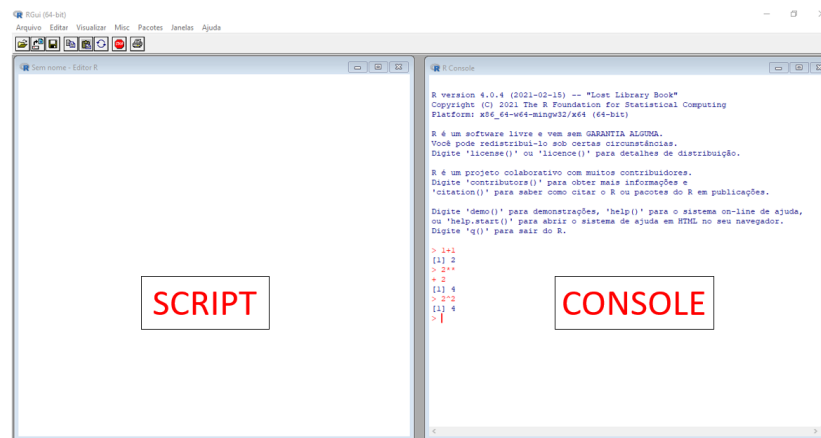 RGui (64-bit)
Arquivo Editar Visualizar Misc Pacotes Janelas Ajuda
Sem nome - Editor R
SCRIPT
R Console
R version 4.0.4 (2021-02-15) -- "Lost Library Book"
Copyright (C) 2021 The R Foundation for Statistical Computing
Platform: x86_64-w64-mingw32/x64 (64-bit)
R é um software livre e vem sem GARANTIA ALGUMA.
Você pode redistribuí-lo sob certas circunstâncias.
Digite 'license()' ou 'licence()' para detalhes de distribuição.
R é um projeto colaborativo com muitos contribuidores.
Digite 'contributors()' para obter mais informações e
'citation()' para saber como citar o R ou pacotes do R em publicações.
Digite 'demo()' para demonstrações, 'help()' para o sistema on-line de ajuda,
ou 'help.start()' para abrir o sistema de ajuda em HTML no seu navegador.
Digite 'q()' para sair do R.
> 1+1
[1] 2
> 2**
+ 2
[1] 4
> 2^2
[1] 4
>
CONSOLE